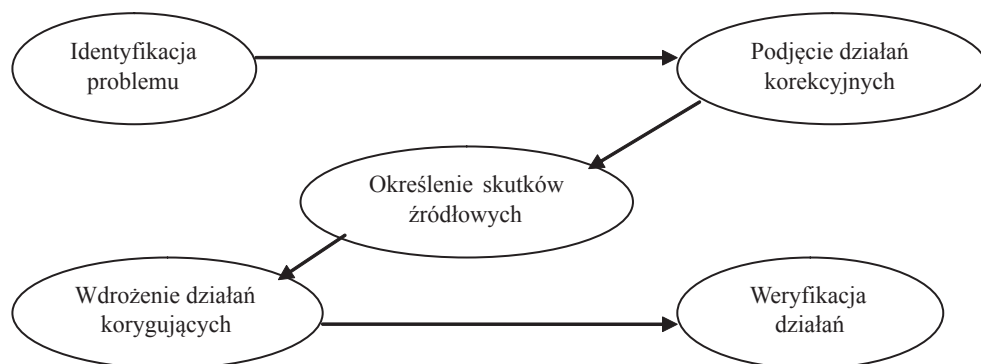 Identyfikacja
problemu
Podjęcie działań
korekcyjnych
Określenie skutków
źródłowych
Wdrożenie działań
korygujących
Weryfikacja
działań